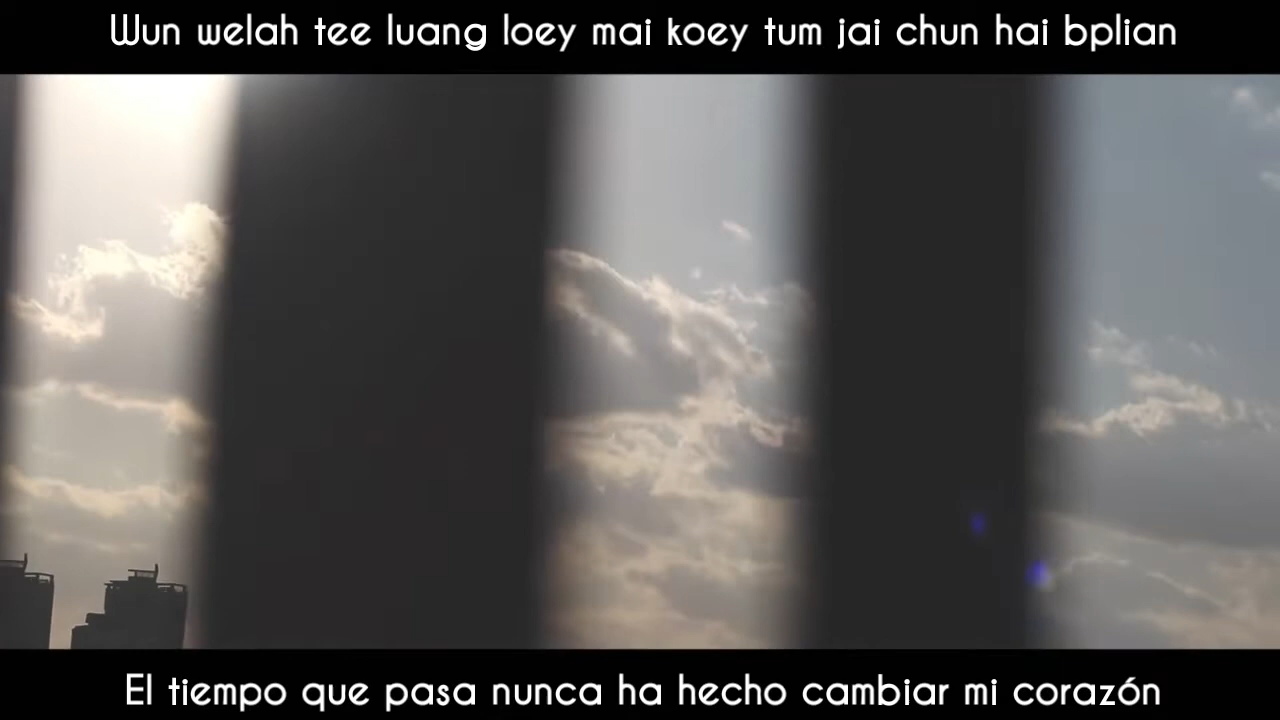 Wun welah tee luang loey mai koey tum jai chun hai bplian
El tiempo que pasa nunca ha hecho cambiar mi corazón